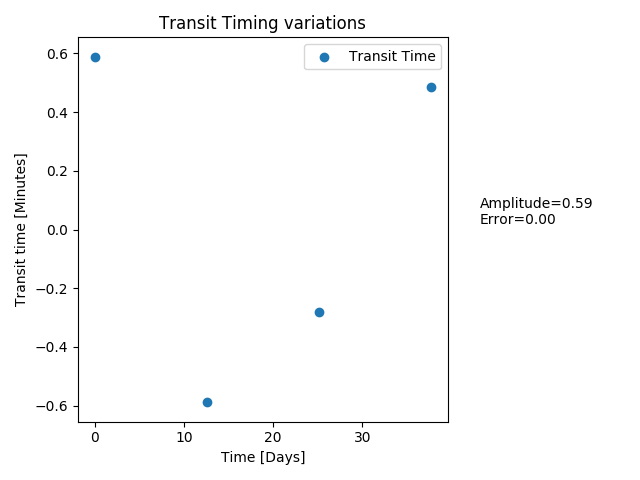 Transit Timing variations
Transit Time
0.6
0.4
0.2
0.0
−0.2
−0.4
−0.6
Transit time [Minutes]
Amplitude=0.59
Error=0.00
0 10 20 30
Time [Days]